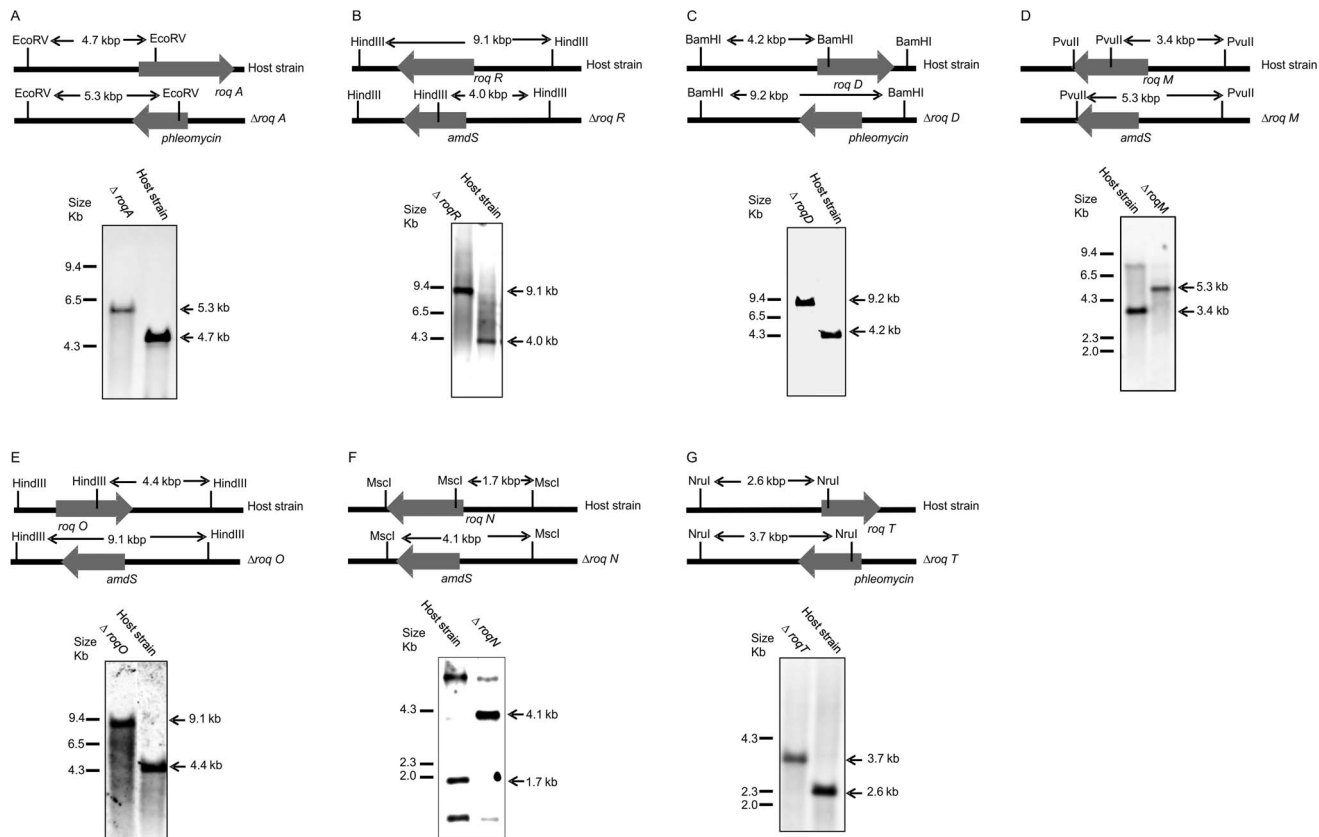 A
EcoRV 4.7 kbp EcoRV
Host strain
roq A
EcoRV 5.3 kbp EcoRV
Δroq A
phleomycin
Size Kb
Δ roqA
Host strain
9.4
6.5
4.3
5.3 kb
4.7 kb
B
HindIII 9.1 kbp HindIII
Host strain
roq R
HindIII HindIII 4.0 kbp HindIII
Δroq R
amdS
Size Kb
Δ roqR
Host strain
9.4
6.5
4.3
9.1 kb
4.0 kb
C
BamHI 4.2 kbp BamHI BamHI
Host strain
roq D
BamHI 9.2 kbp BamHI
Δroq D
phleomycin
Size Kb
Δ roqD
Host strain
9.4
6.5
4.3
9.2 kb
4.2 kb
D
PvuII PvuII 3.4 kbp PvuII
Host strain
roq M
PvuII 5.3 kbp PvuII
Δroq M
amdS
Size Kb
Host strain
Δ roqM
9.4
6.5
4.3
2.3
2.0
5.3 kb
3.4 kb
E
HindIII HindIII 4.4 kbp HindIII
Host strain
roq O
HindIII 9.1 kbp HindIII
Δroq O
amdS
Size Kb
Δ roqO
Host strain
9.4
6.5
4.3
9.1 kb
4.4 kb
F
MscI MscI 1.7 kbp MscI
Host strain
roq N
MscI 4.1 kbp MscI
Δroq N
amdS
Size Kb
Host strain
Δ roqN
4.3
2.3
2.0
4.1 kb
1.7 kb
G
NruI 2.6 kbp NruI
Host strain
roq T
NruI 3.7 kbp NruI
Δroq T
phleomycin
Size Kb
Δ roqT
Host strain
4.3
2.3
2.0
3.7 kb
2.6 kb